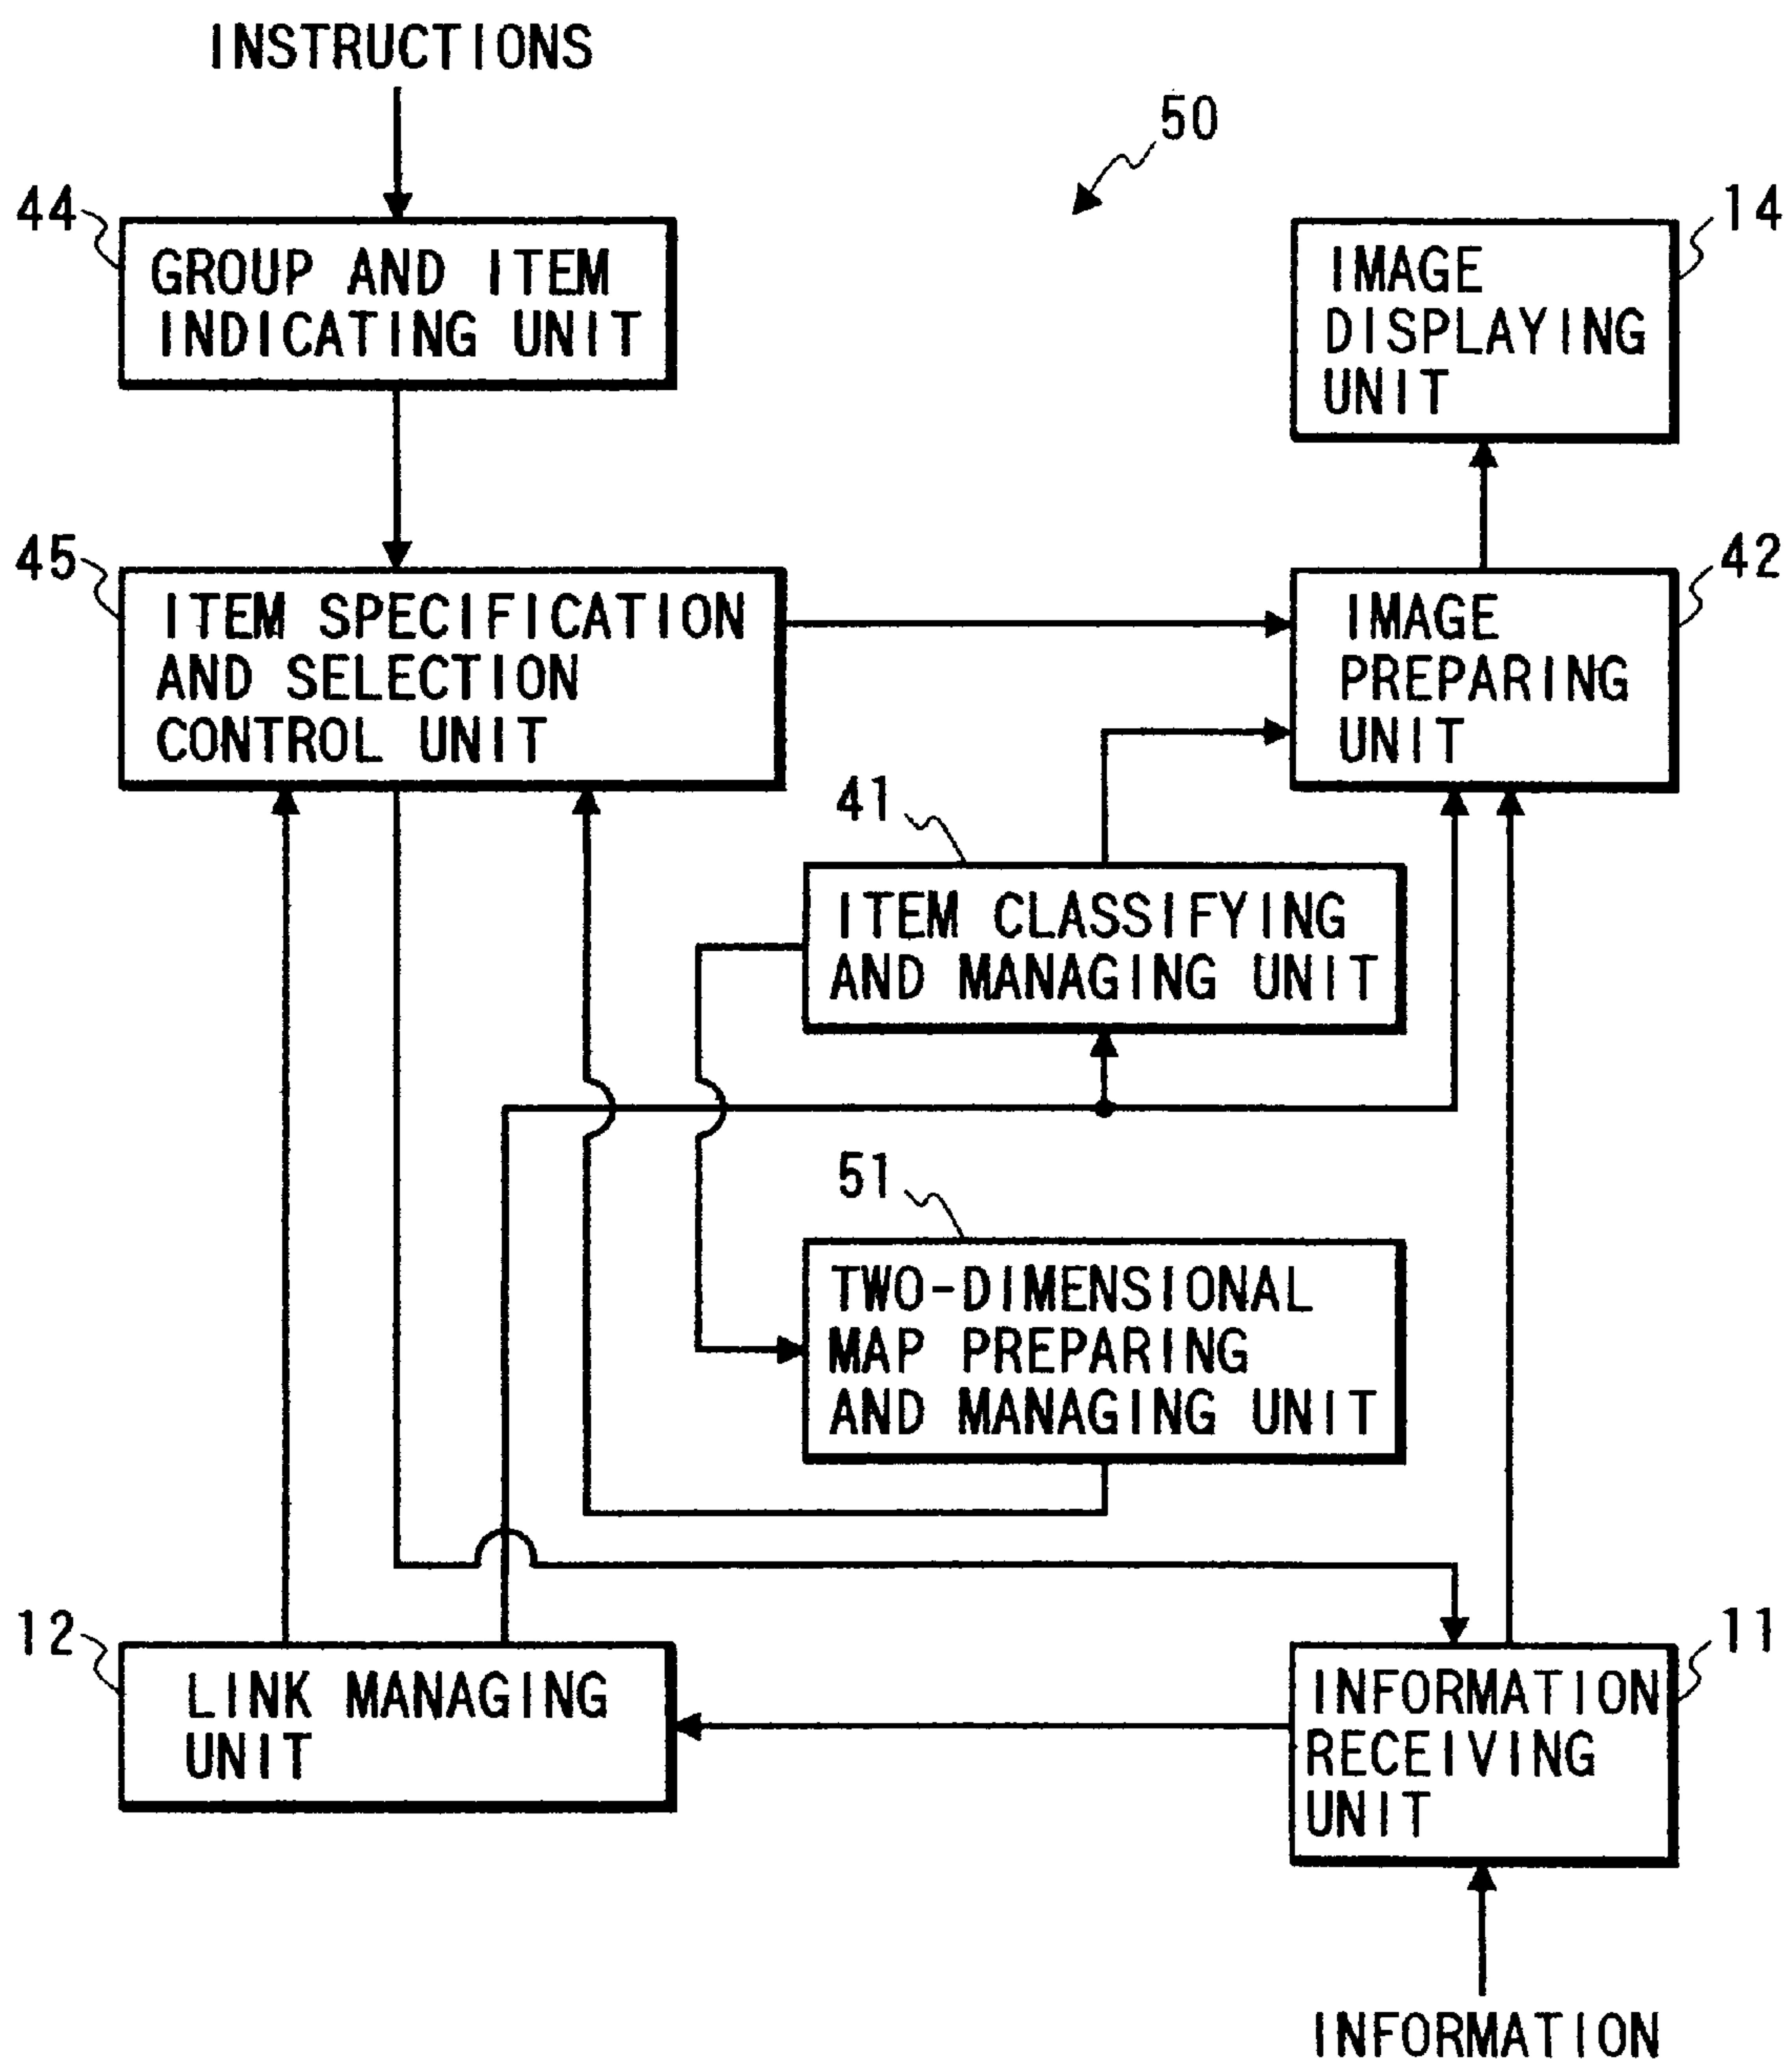 INSTRUCTIONS
50
44
GROUP AND ITEM
INDICATING UNIT
14
IMAGE
DISPLAYING
UNIT
45
ITEM SPECIFICATION
AND SELECTION
CONTROL UNIT
42
IMAGE
PREPARING
UNIT
41
ITEM CLASSIFYING
AND MANAGING UNIT
51
TWO-DIMENSIONAL
MAP PREPARING
AND MANAGING UNIT
12
LINK MANAGING
UNIT
11
INFORMATION
RECEIVING
UNIT
INFORMATION